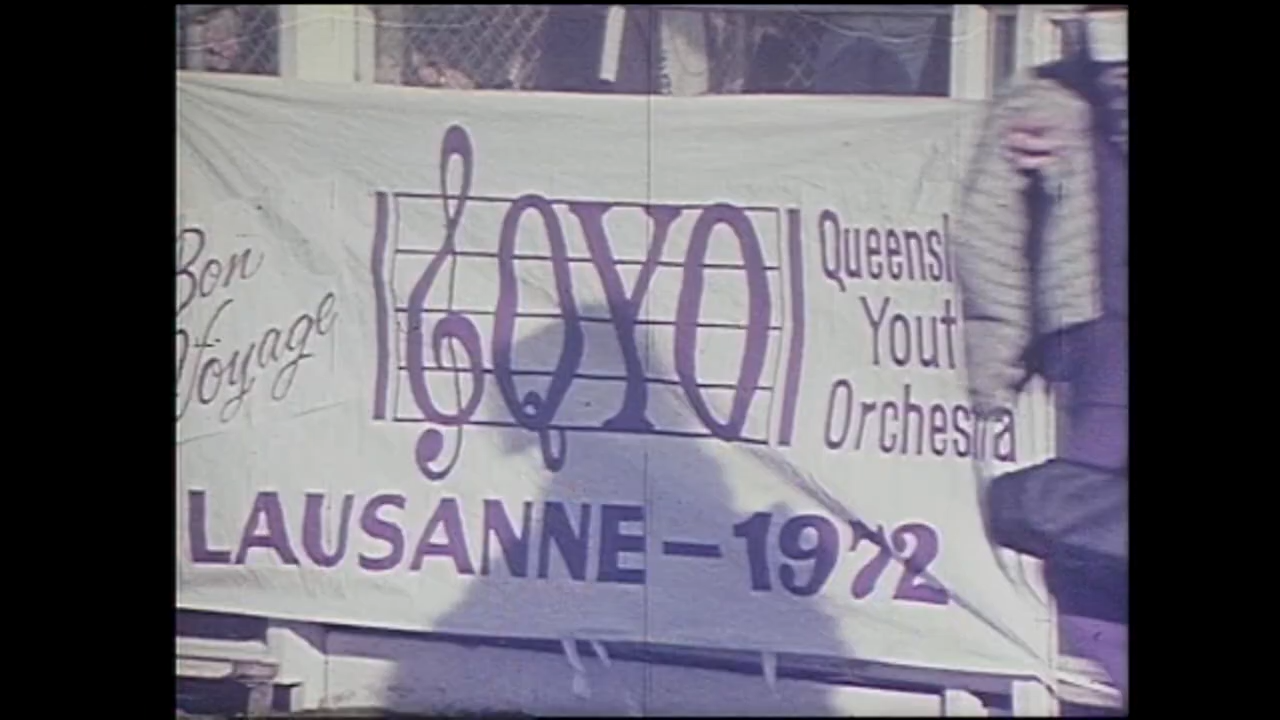 Bon
Voyage
QYO
Queensl
Yout
Orchestra
LAUSANNE - 1972